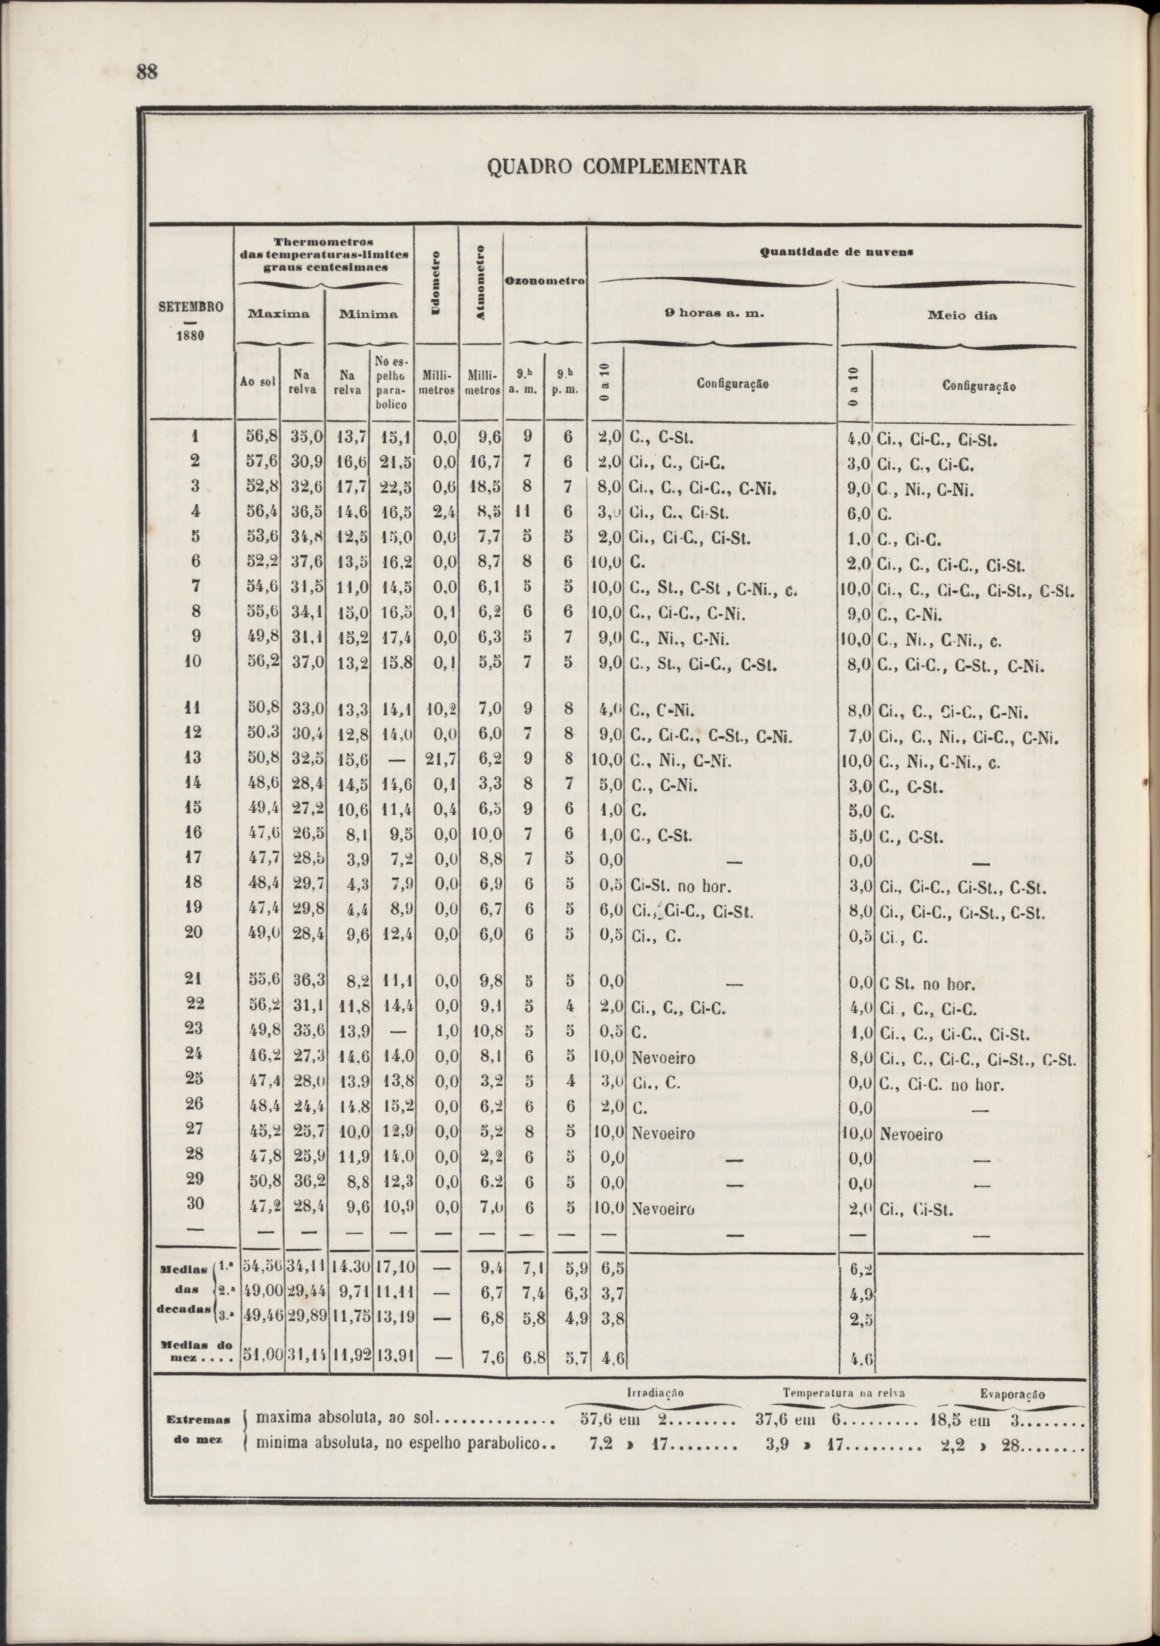 88
QUADRO COMPLEMENTAR
SETEMBRO — 1880
Thermometros das temperaturas-limites graus centesimaes
Udometro
Atmometro
Ozonometro
Quantidade de nuvens
Maxima Minima 9 horas a. m. Meio dia
Ao sol Na relva Na relva No espelho parabolico Millimetros Millimetros 9.h a. m. 9.h p. m. 0 a 10 Configuração 0 a 10 Configuração
1 56,8 35,0 13,7 15,1 0,0 9,6 9 6 2,0 C., C-St. 4,0 Ci., Ci-C., Ci-St.
2 57,6 30,9 16,6 21,5 0,0 16,7 7 6 2,0 Ci., C., Ci-C. 3,0 Ci., C., Ci-C.
3 52,8 32,6 17,7 22,5 0,6 18,5 8 7 8,0 Ci., C., Ci-C., C-Ni. 9,0 C., Ni., C-Ni.
4 56,4 36,5 14,6 16,5 2,4 8,5 11 6 3,0 Ci., C., Ci-St. 6,0 C.
5 53,6 34,8 12,5 15,0 0,0 7,7 5 5 2,0 Ci., Ci-C., Ci-St. 1,0 C., Ci-C.
6 52,2 37,6 13,5 16,2 0,0 8,7 8 6 10,0 C. 2,0 Ci., C., Ci-C., Ci-St.
7 54,6 31,5 11,0 14,5 0,0 6,1 5 5 10,0 C., St., C-St , C-Ni., c. 10,0 Ci., C., Ci-C., Ci-St., C-St.
8 55,6 34,1 15,0 16,5 0,1 6,2 6 6 10,0 C., Ci-C., C-Ni. 9,0 C., C-Ni.
9 49,8 31,1 15,2 17,4 0,0 6,3 5 7 9,0 C., Ni., C-Ni. 10,0 C., Ni., C-Ni., c.
10 56,2 37,0 13,2 15,8 0,1 5,5 7 5 9,0 C., St., Ci-C., C-St. 8,0 C., Ci-C., C-St., C-Ni.
11 50,8 33,0 13,3 14,1 10,2 7,0 9 8 4,0 C., C-Ni. 8,0 Ci., C., Ci-C., C-Ni.
12 50.3 30,4 12,8 14,0 0,0 6,0 7 8 9,0 C., Ci-C., C-St., C-Ni. 7,0 Ci., C., Ni., Ci-C., C-Ni.
13 50,8 32,5 15,6 — 21,7 6,2 9 8 10,0 C., Ni., C-Ni. 10,0 C., Ni., C-Ni., c.
14 48,6 28,4 14,5 14,6 0,1 3,3 8 7 5,0 C., C-Ni. 3,0 C., C-St.
15 49,4 27,2 10,6 11,4 0,4 6,5 9 6 1,0 C. 5,0 C.
16 47,6 26,5 8,1 9,5 0,0 10,0 7 6 1,0 C., C-St. 5,0 C., C-St.
17 47,7 28,5 3,9 7,2 0,0 8,8 7 5 0,0 — 0,0 —
18 48,4 29,7 4,3 7,9 0,0 6,9 6 5 0,5 Ci-St. no hor. 3,0 Ci., Ci-C., Ci-St., C-St.
19 47,4 29,8 4,4 8,9 0,0 6,7 6 5 6,0 Ci., Ci-C., Ci-St. 8,0 Ci., Ci-C., Ci-St., C-St.
20 49,0 28,4 9,6 12,4 0,0 6,0 6 5 0,5 Ci., C. 0,5 Ci., C.
21 55,6 36,3 8,2 11,1 0,0 9,8 5 5 0,0 — 0,0 C St. no hor.
22 56,2 31,1 11,8 14,4 0,0 9,1 5 4 2,0 Ci., C., Ci-C. 4,0 Ci., C., Ci-C.
23 49,8 35,6 13,9 — 1,0 10,8 5 5 0,5 C. 1,0 Ci., C., Ci-C., Ci-St.
24 46,2 27,3 14,6 14,0 0,0 8,1 6 5 10,0 Nevoeiro 8,0 Ci., C., Ci-C., Ci-St., C-St.
25 47,4 28,0 13,9 13,8 0,0 3,2 5 4 3,0 Ci., C. 0,0 C., Ci-C. no hor.
26 48,4 24,4 14.8 15,2 0,0 6,2 6 6 2,0 C. 0,0 —
27 45,2 25,7 10,0 12,9 0,0 5,2 8 5 10,0 Nevoeiro 10,0 Nevoeiro
28 47,8 25,9 11,9 14,0 0,0 2,2 6 5 0,0 — 0,0 —
29 50,8 36,2 8,8 12,3 0,0 6,2 6 5 0,0 — 0,0 —
30 47,2 28,4 9,6 10,9 0,0 7,0 6 5 10,0 Nevoeiro 2,0 Ci., Ci-St.
— — — — — — — — — — — — —
Medias das decadas 1.ª 54,56 34,11 14.30 17,10 — 9,4 7,1 5,9 6,5 6,2
2.ª 49,00 29,44 9,71 11,11 — 6,7 7,4 6,3 3,7 4,9
3.ª 49,46 29,89 11,75 13,19 — 6,8 5,8 4,9 3,8 2,5
Medias do mez.... 51,00 31,14 11,92 13,91 — 7,6 6,8 5,7 4,6 4,6
Irradiação Temperatura na relva Evaporação
Extremas do mez maxima absoluta, ao sol.............. 57,6 em 2........ 37,6 em 6......... 18,5 em 3........
minima absoluta, no espelho parabolico.. 7,2 » 17........ 3,9 » 17......... 2,2 » 28........